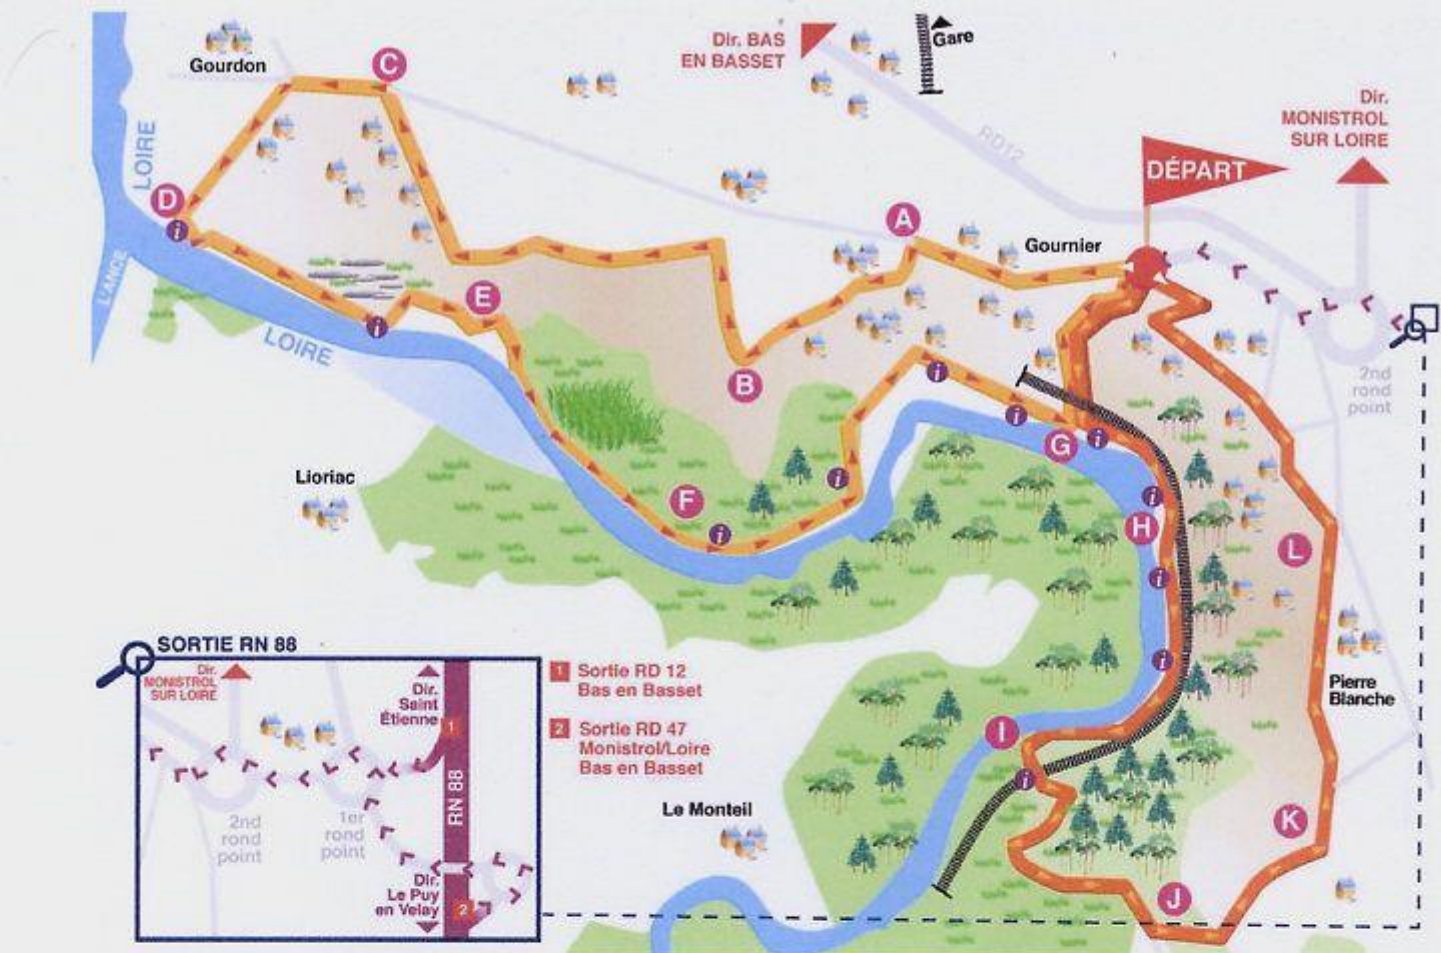 Gourdon
C
Dir. BAS
EN BASSET
Gare
Dir.
MONISTROL
SUR LOIRE
RD12
LOIRE
DÉPART
D
i
A
Gournier
L'ANCE
E
i
LOIRE
B
i
i
2nd
rond
point
G
i
Lioriac
F
i
i
i
H
L
i
i
SORTIE RN 88
Dir.
MONISTROL
SUR LOIRE
Dir.
Saint
Étienne
1
RN 88
2nd
rond
point
1er
rond
point
Dir.
Le Puy
en Velay
2
1 Sortie RD 12
Bas en Basset
2 Sortie RD 47
Monistrol/Loire
Bas en Basset
Pierre
Blanche
I
i
Le Monteil
K
J